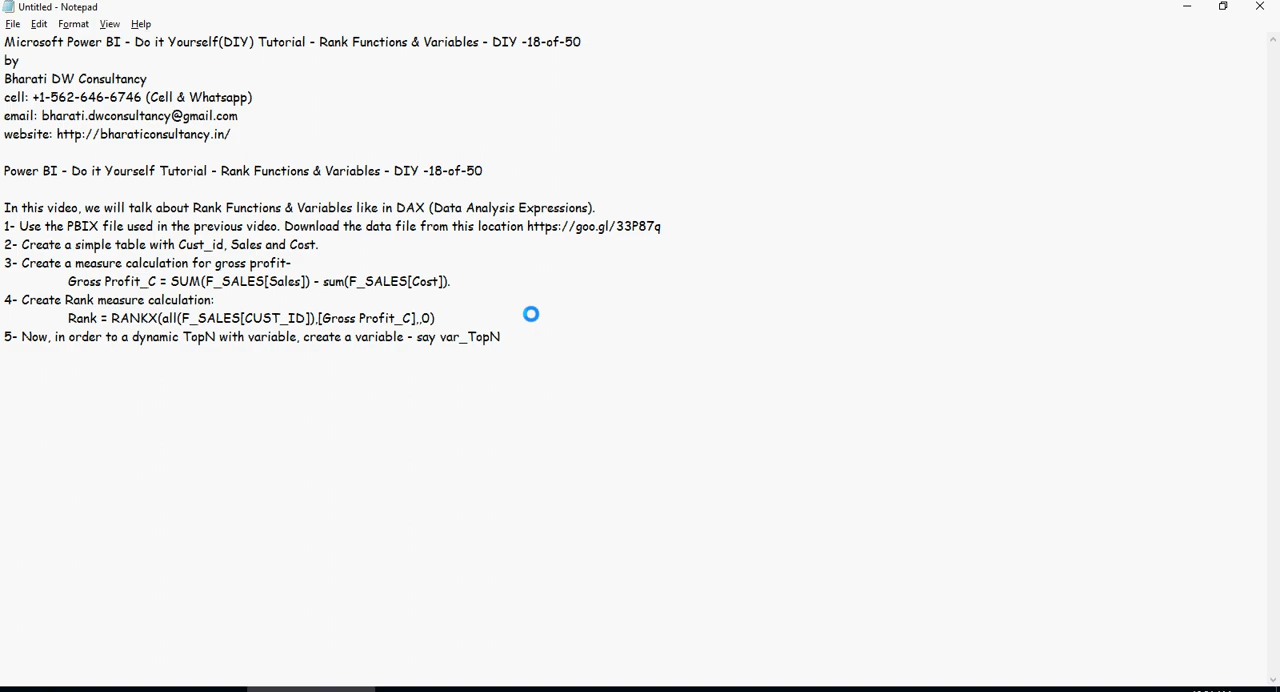 Untitled - Notepad
File Edit Format View Help
Microsoft Power BI - Do it Yourself(DIY) Tutorial - Rank Functions & Variables - DIY -18-of-50
by
Bharati DW Consultancy
cell: +1-562-646-6746 (Cell & Whatsapp)
email: bharati.dwconsultancy@gmail.com
website: http://bharaticonsultancy.in/
Power BI - Do it Yourself Tutorial - Rank Functions & Variables - DIY -18-of-50
In this video, we will talk about Rank Functions & Variables like in DAX (Data Analysis Expressions).
1- Use the PBIX file used in the previous video. Download the data file from this location https://goo.gl/33P87q
2- Create a simple table with Cust_id, Sales and Cost.
3- Create a measure calculation for gross profit-
Gross Profit_C = SUM(F_SALES[Sales]) - sum(F_SALES[Cost]).
4- Create Rank measure calculation:
Rank = RANKX(all(F_SALES[CUST_ID]),[Gross Profit_C],,0)
5- Now, in order to a dynamic TopN with variable, create a variable - say var_TopN